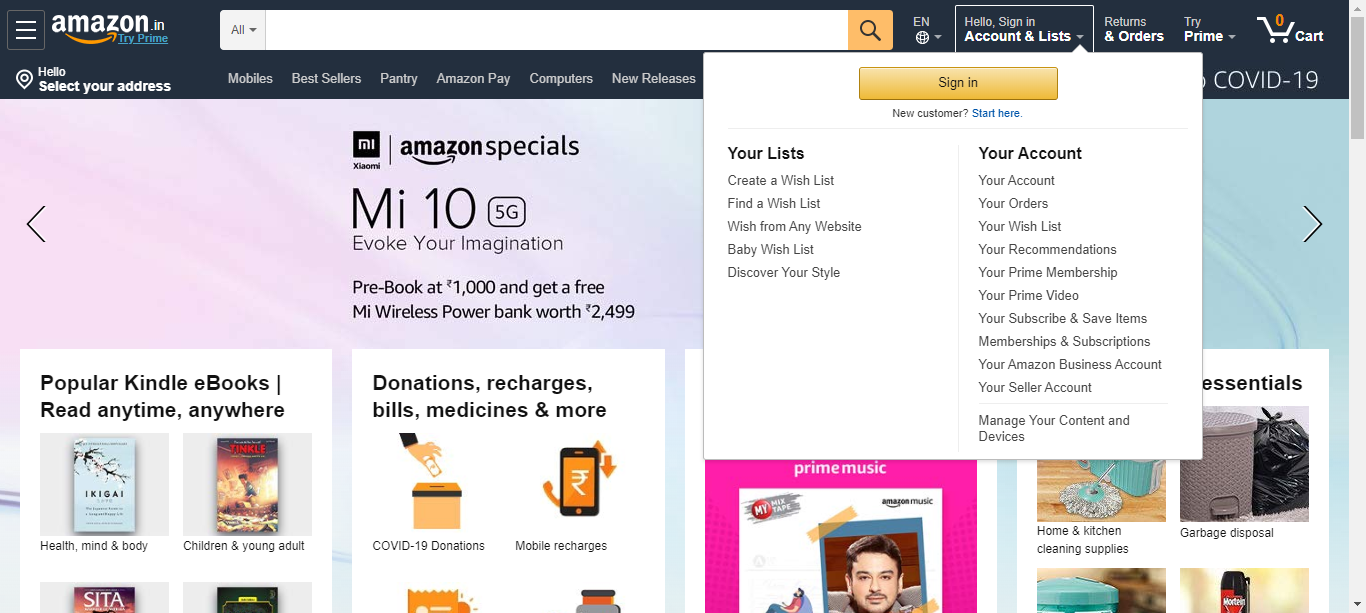 amazon.in
Try Prime
All
EN
Hello, Sign in
Account & Lists
Returns
& Orders
Try
Prime
0
Cart
Hello
Select your address
Mobiles
Best Sellers
Pantry
Amazon Pay
Computers
New Releases
COVID-19
Sign in
New customer? Start here.
Your Lists
Create a Wish List
Find a Wish List
Wish from Any Website
Baby Wish List
Discover Your Style
Your Account
Your Account
Your Orders
Your Wish List
Your Recommendations
Your Prime Membership
Your Prime Video
Your Subscribe & Save Items
Memberships & Subscriptions
Your Amazon Business Account
Your Seller Account
Manage Your Content and
Devices
mi
Xiaomi
amazon specials
Mi 10 5G
Evoke Your Imagination
Pre-Book at ₹1,000 and get a free
Mi Wireless Power bank worth ₹2,499
Popular Kindle eBooks |
Read anytime, anywhere
IKIGAI
TINKLE
Health, mind & body
Children & young adult
SITA
Donations, recharges,
bills, medicines & more
₹
COVID-19 Donations
Mobile recharges
prime music
MY MIX
TAPE
amazon music
essentials
Home & kitchen
cleaning supplies
Garbage disposal
Mortein